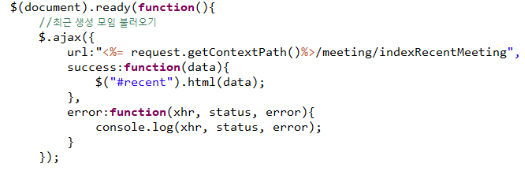 $(document).ready(function(){
//최근 생성 모임 불러오기
$.ajax({
url:"<%= request.getContextPath()%>/meeting/indexRecentMeeting",
success:function(data){
$("#recent").html(data);
},
error:function(xhr, status, error){
console.log(xhr, status, error);
}
});